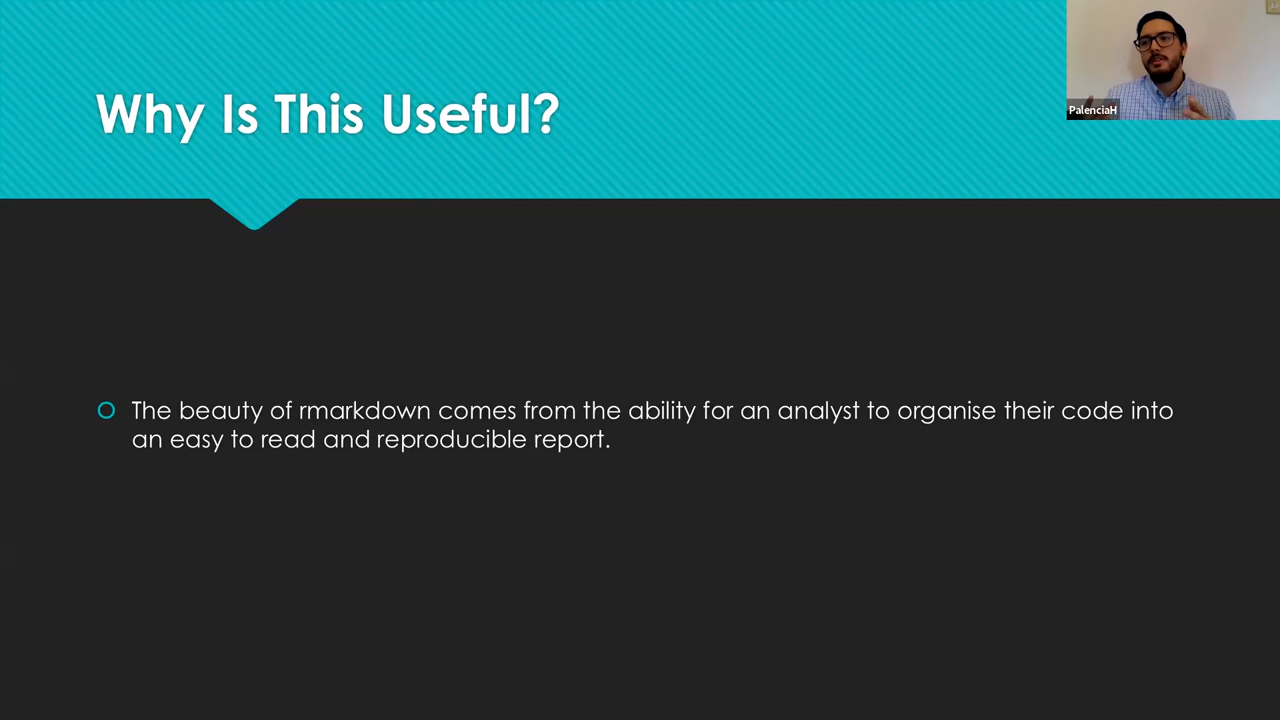 Why Is This Useful?
PalenciaH
The beauty of rmarkdown comes from the ability for an analyst to organise their code into
an easy to read and reproducible report.